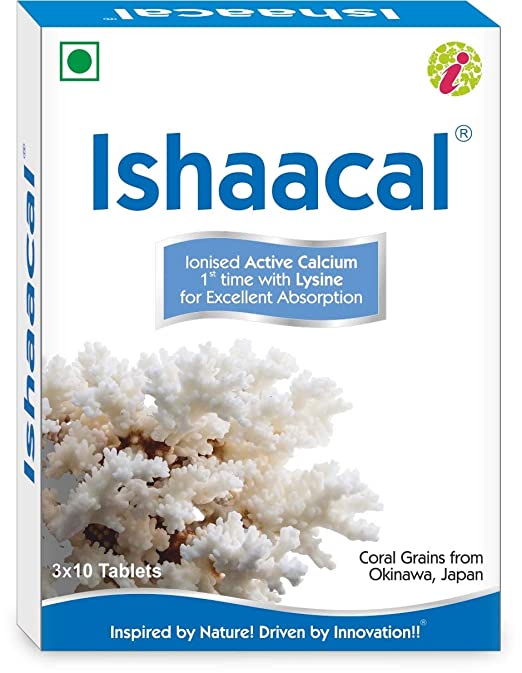 Ishaacal®
Ishaacal®
i
Ishaacal®
Ionised Active Calcium
1st time with Lysine
for Excellent Absorption
3x10 Tablets
Coral Grains from
Okinawa, Japan
Inspired by Nature! Driven by Innovation!!®